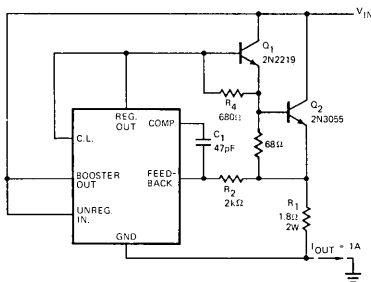 V IN
Q1
2N2219
R4
680Ω
Q2
2N3055
REG.
OUT
COMP
C1
47pF
68Ω
C.L.
BOOSTER
OUT
FEED-
BACK
R2
2kΩ
UNREG.
IN.
GND
R1
1.8Ω
2W
IOUT = 1A